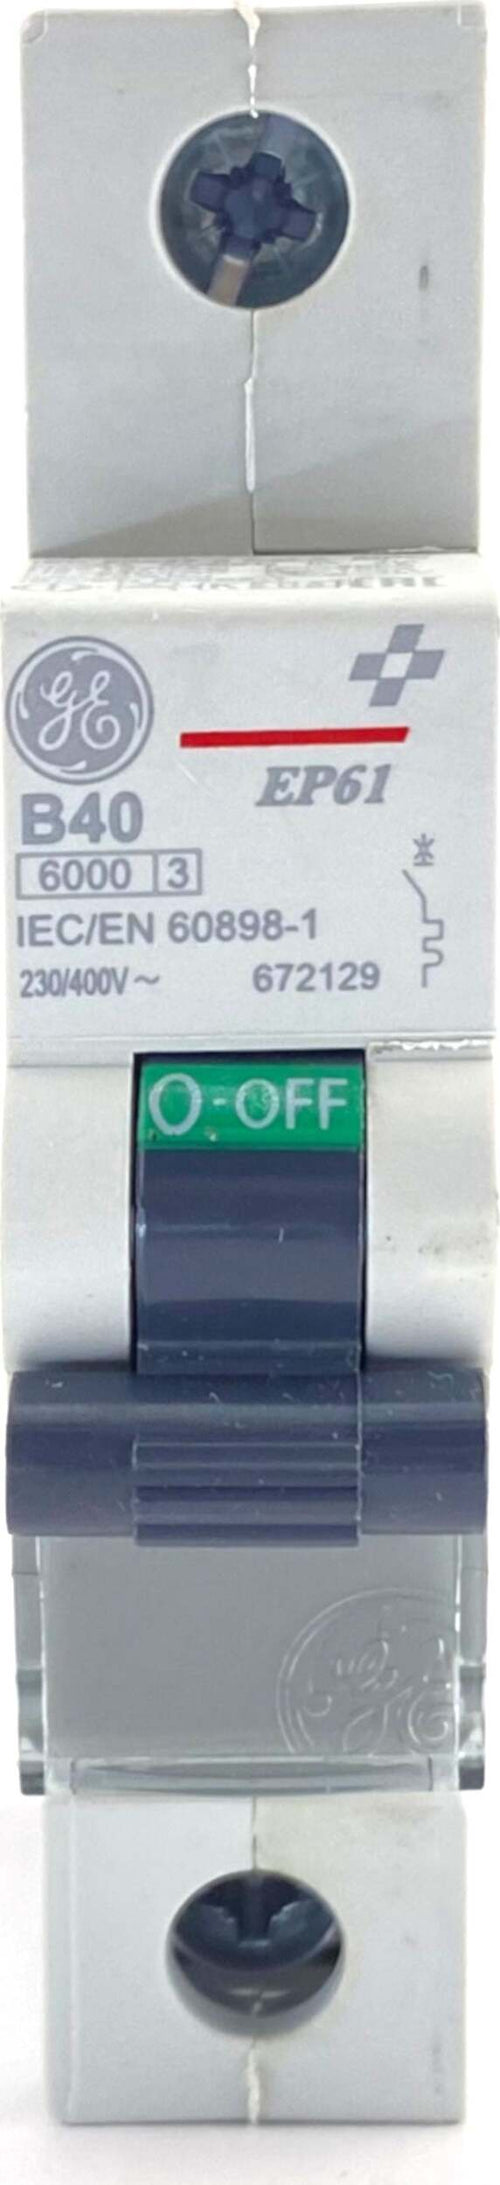 GE
EP61
B40
6000 3
IEC/EN 60898-1
230/400V~ 672129
O-OFF